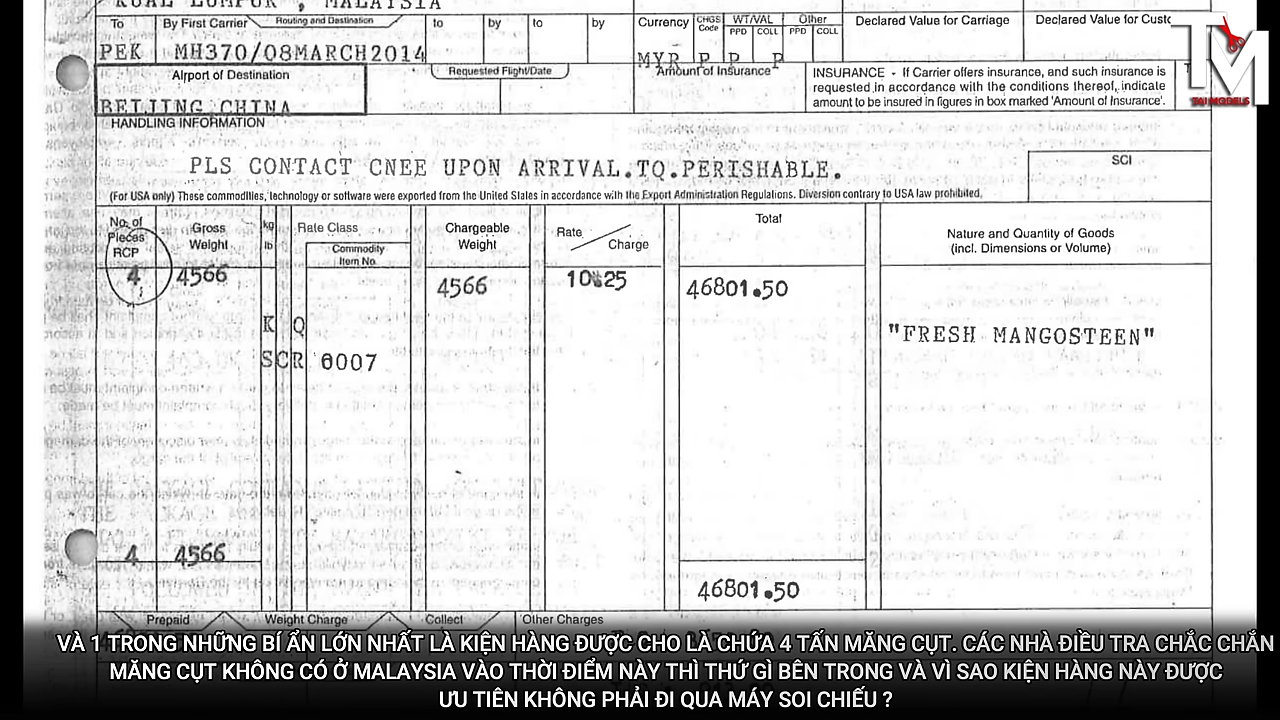 KUAL LUMPUR , MALAYSIA
To By First Carrier Routing and Destination to by to by Currency CHGS Code WT/VAL Other Declared Value for Carriage Declared Value for Custo
PPD COLL PPD COLL
PEK MH370/08MARCH2014 MYR P P P
Airport of Destination Requested Flight/Date Amount of Insurance
BEIJING CHINA
INSURANCE - If Carrier offers insurance, and such insurance is
requested in accordance with the conditions thereof, indicate
amount to be insured in figures in box marked 'Amount of Insurance'.
TM
TAI MODELS
HANDLING INFORMATION
PLS CONTACT CNEE UPON ARRIVAL.TQ.PERISHABLE.
SCI
(For USA only) These commodities, technology or software were exported from the United States in accordance with the Export Administration Regulations. Diversion contrary to USA law prohibited.
No. of Pieces RCP Gross Weight kg lb Rate Class Commodity Item No. Chargeable Weight Rate Charge Total Nature and Quantity of Goods (incl. Dimensions or Volume)
4 4566 4566 10.25 46801.50
K Q "FRESH MANGOSTEEN"
SCR 0007
4 4566
46801.50
Prepaid Weight Charge Collect Other Charges
VÀ 1 TRONG NHỮNG BÍ ẨN LỚN NHẤT LÀ KIỆN HÀNG ĐƯỢC CHO LÀ CHỨA 4 TẤN MĂNG CỤT. CÁC NHÀ ĐIỀU TRA CHẮC CHẮN
MĂNG CỤT KHÔNG CÓ Ở MALAYSIA VÀO THỜI ĐIỂM NÀY THÌ THỨ GÌ BÊN TRONG VÀ VÌ SAO KIỆN HÀNG NÀY ĐƯỢC
ƯU TIÊN KHÔNG PHẢI ĐI QUA MÁY SOI CHIẾU ?